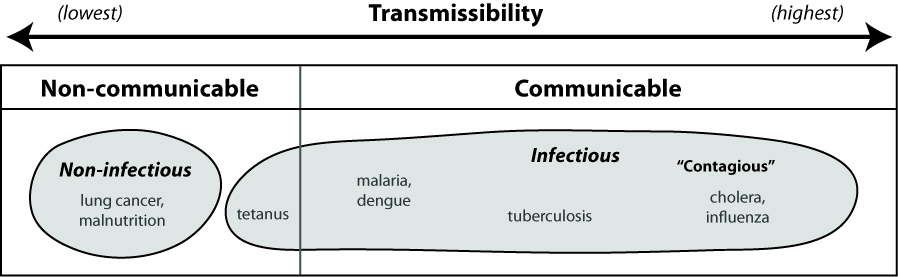 (lowest) Transmissibility (highest)
Non-communicable Communicable
Non-infectious
lung cancer,
malnutrition
tetanus
Infectious
malaria,
dengue
tuberculosis
“Contagious”
cholera,
influenza